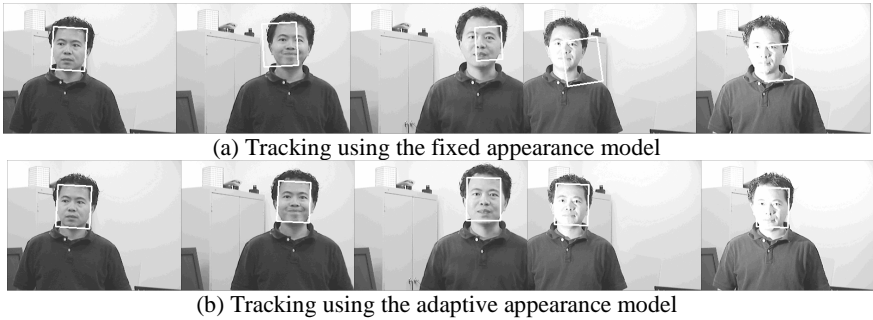 (a) Tracking using the fixed appearance model
(b) Tracking using the adaptive appearance model